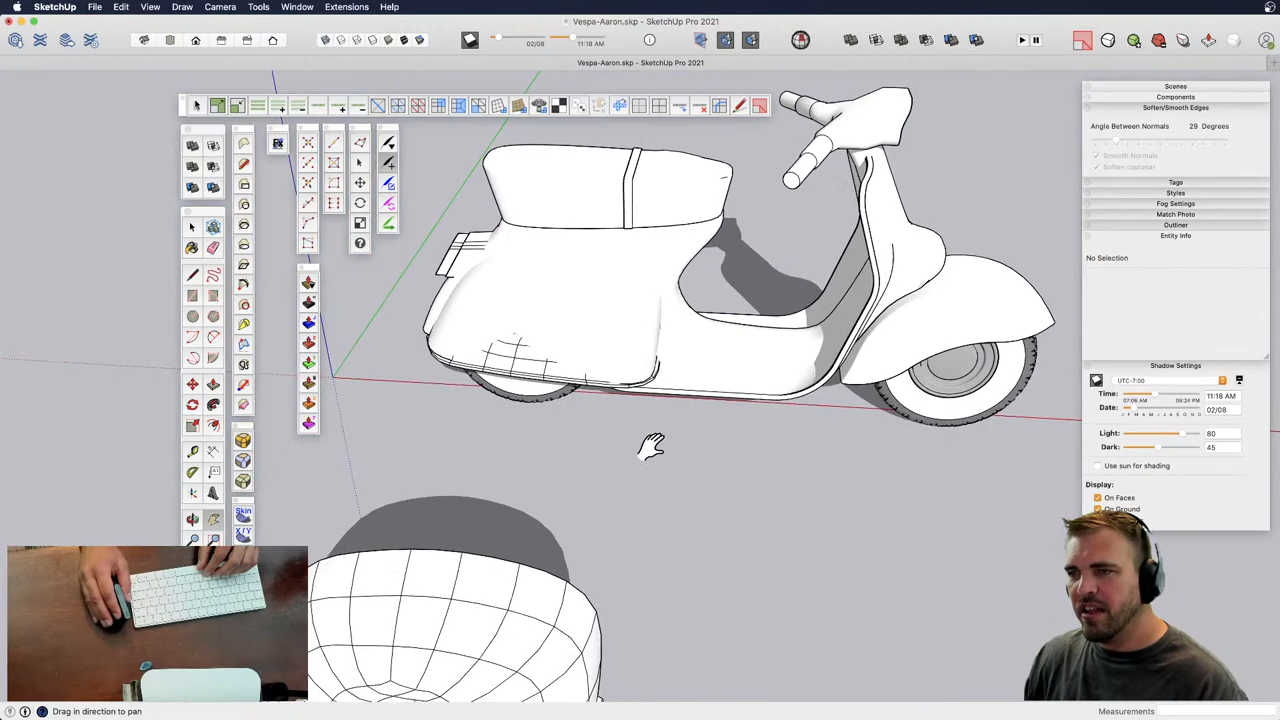 SketchUp File Edit View Draw Camera Tools Window Extensions Help
Vespa-Aaron.skp - SketchUp Pro 2021
02/08
11:18 AM
Vespa-Aaron.skp - SketchUp Pro 2021
Scenes
Components
Soften/Smooth Edges
Angle Between Normals 29 Degrees
Smooth Normals
Soften coplanar
Tags
Styles
Fog Settings
Match Photo
Outliner
Entity Info
No Selection
Shadow Settings
UTC-7:00
Time: 11:18 AM
07:06 AM 05:24 PM
Date: 02/08
J F M A M J J A S O N D
Light: 80
Dark: 45
Use sun for shading
Display:
On Faces
On Ground
Skin
X/Y
Drag in direction to pan
Measurements